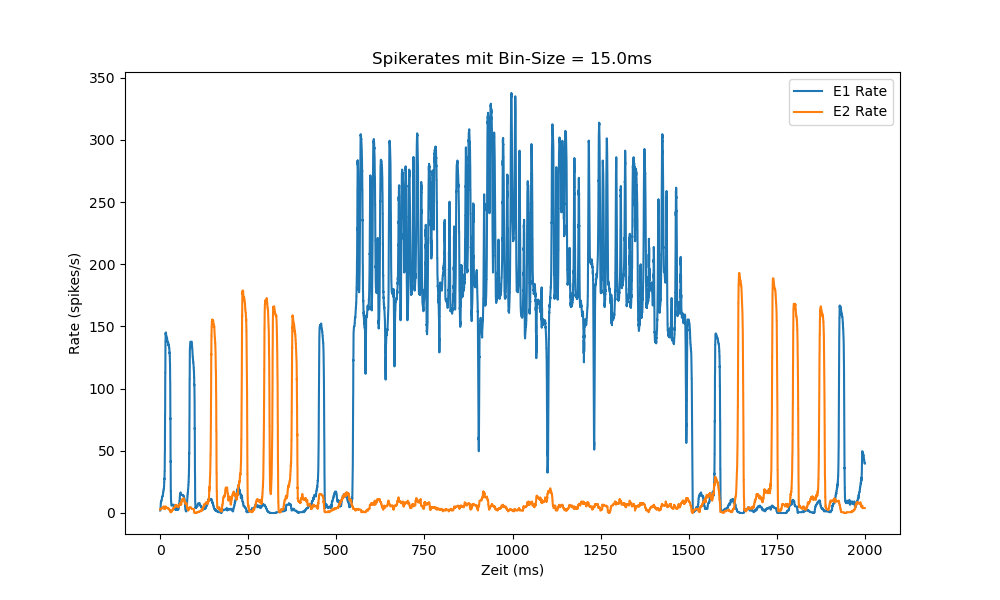 Spikerates mit Bin-Size = 15.0ms
E1 Rate
E2 Rate
Rate (spikes/s)
350
300
250
200
150
100
50
0
0 250 500 750 1000 1250 1500 1750 2000
Zeit (ms)